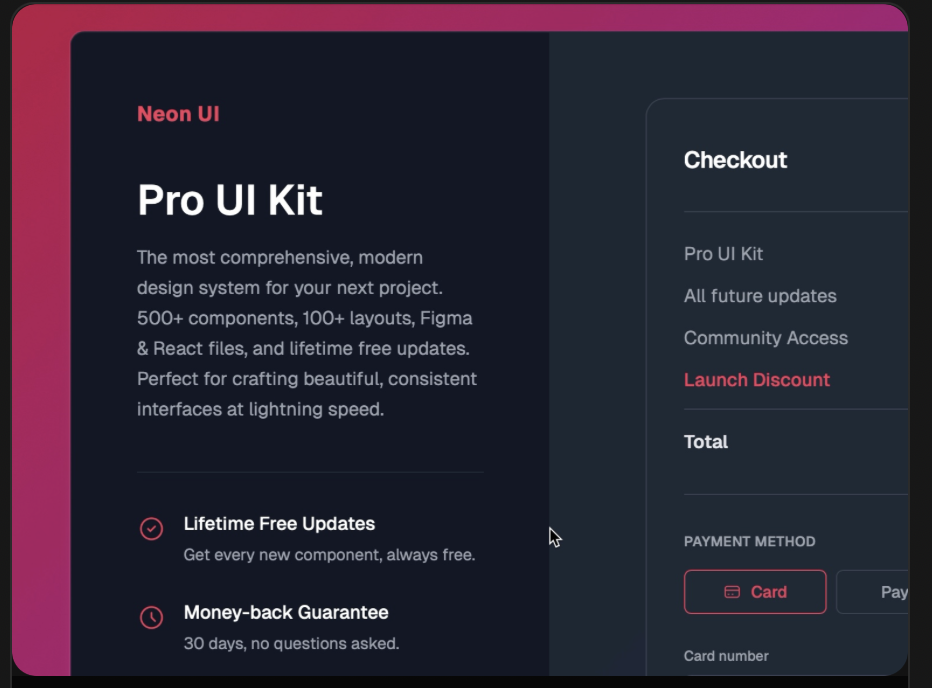 Neon UI
Pro UI Kit
The most comprehensive, modern
design system for your next project.
500+ components, 100+ layouts, Figma
& React files, and lifetime free updates.
Perfect for crafting beautiful, consistent
interfaces at lightning speed.
Lifetime Free Updates
Get every new component, always free.
Money-back Guarantee
30 days, no questions asked.
Checkout
Pro UI Kit
All future updates
Community Access
Launch Discount
Total
PAYMENT METHOD
Card
Pay
Card number